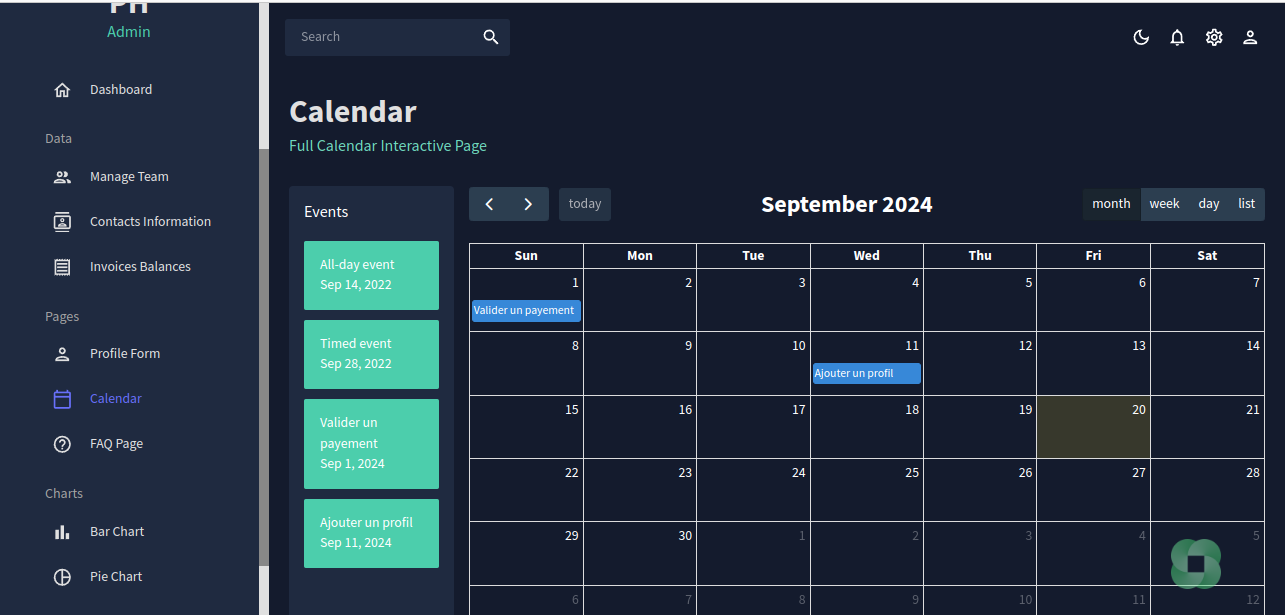 PH
Admin
Dashboard
Data
Manage Team
Contacts Information
Invoices Balances
Pages
Profile Form
Calendar
FAQ Page
Charts
Bar Chart
Pie Chart
Search
Calendar
Full Calendar Interactive Page
Events
All-day event
Sep 14, 2022
Timed event
Sep 28, 2022
Valider un
payement
Sep 1, 2024
Ajouter un profil
Sep 11, 2024
today
September 2024
month week day list
Sun Mon Tue Wed Thu Fri Sat
1 2 3 4 5 6 7
Valider un payement
8 9 10 11 12 13 14
Ajouter un profil
15 16 17 18 19 20 21
22 23 24 25 26 27 28
29 30 1 2 3 4 5
6 7 8 9 10 11 12